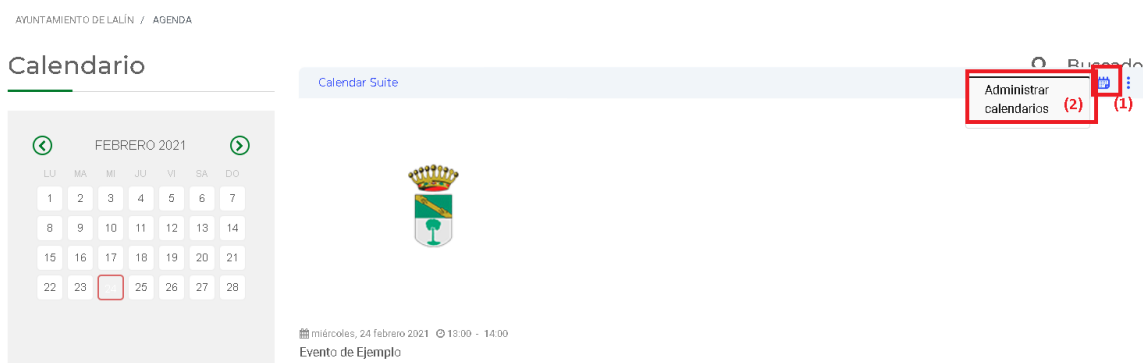 AYUNTAMIENTO DE LALÍN / AGENDA
Calendario
Buscado
Calendar Suite
Administrar
calendarios
(2)
(1)
FEBRERO 2021
LU MA MI JU VI SA DO
1 2 3 4 5 6 7
8 9 10 11 12 13 14
15 16 17 18 19 20 21
22 23 25 26 27 28
miércoles, 24 febrero 2021 13:00 - 14:00
Evento de Ejemplo